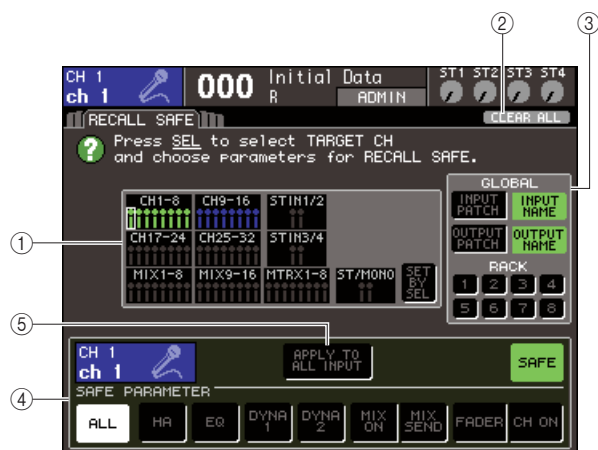 ② ③
CH 1
ch 1
000
Initial Data
R
ADMIN
ST1 ST2 ST3 ST4
RECALL SAFE
CLEAR ALL
Press SEL to select TARGET CH
and choose parameters for RECALL SAFE.
①
CH1-8 CH9-16 STIN1/2
CH17-24 CH25-32 STIN3/4
MIX1-8 MIX9-16 MTRX1-8 ST/MONO
SET
BY
SEL
GLOBAL
INPUT
PATCH
INPUT
NAME
OUTPUT
PATCH
OUTPUT
NAME
RACK
1 2 3 4
5 6 7 8
⑤
④
CH 1
ch 1
APPLY TO
ALL INPUT
SAFE
SAFE PARAMETER
ALL
HA
EQ
DYNA
1
DYNA
2
MIX
ON
MIX
SEND
FADER
CH ON